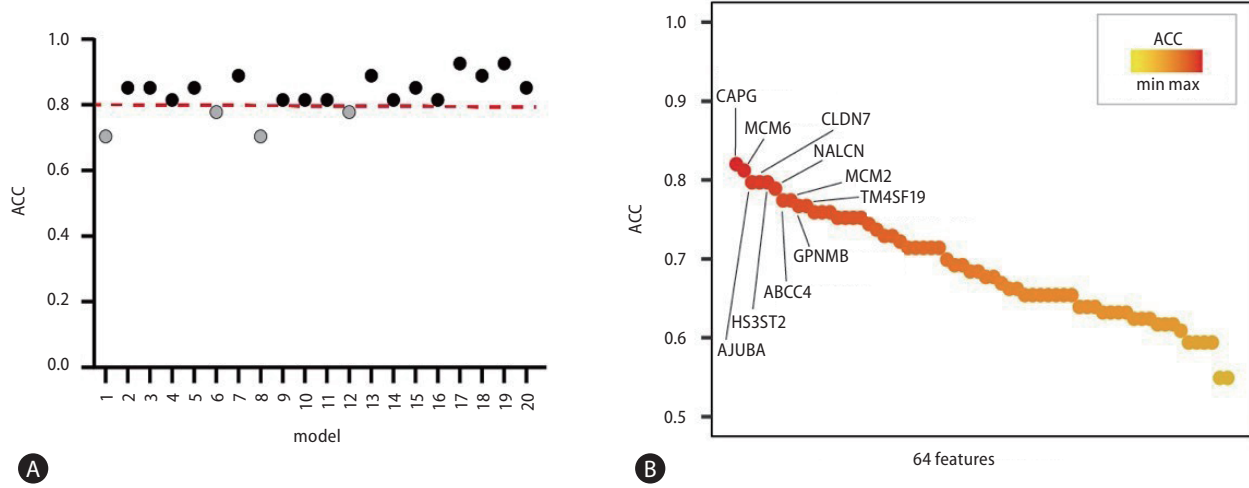 1.0
0.8
0.6
0.4
0.2
0.0
ACC
1
2
3
4
5
6
7
8
9
10
11
12
13
14
15
16
17
18
19
20
model
A
1.0
0.9
0.8
0.7
0.6
0.5
ACC
ACC
min max
CAPG
MCM6
CLDN7
NALCN
MCM2
TM4SF19
GPNMB
ABCC4
HS3ST2
AJUBA
64 features
B